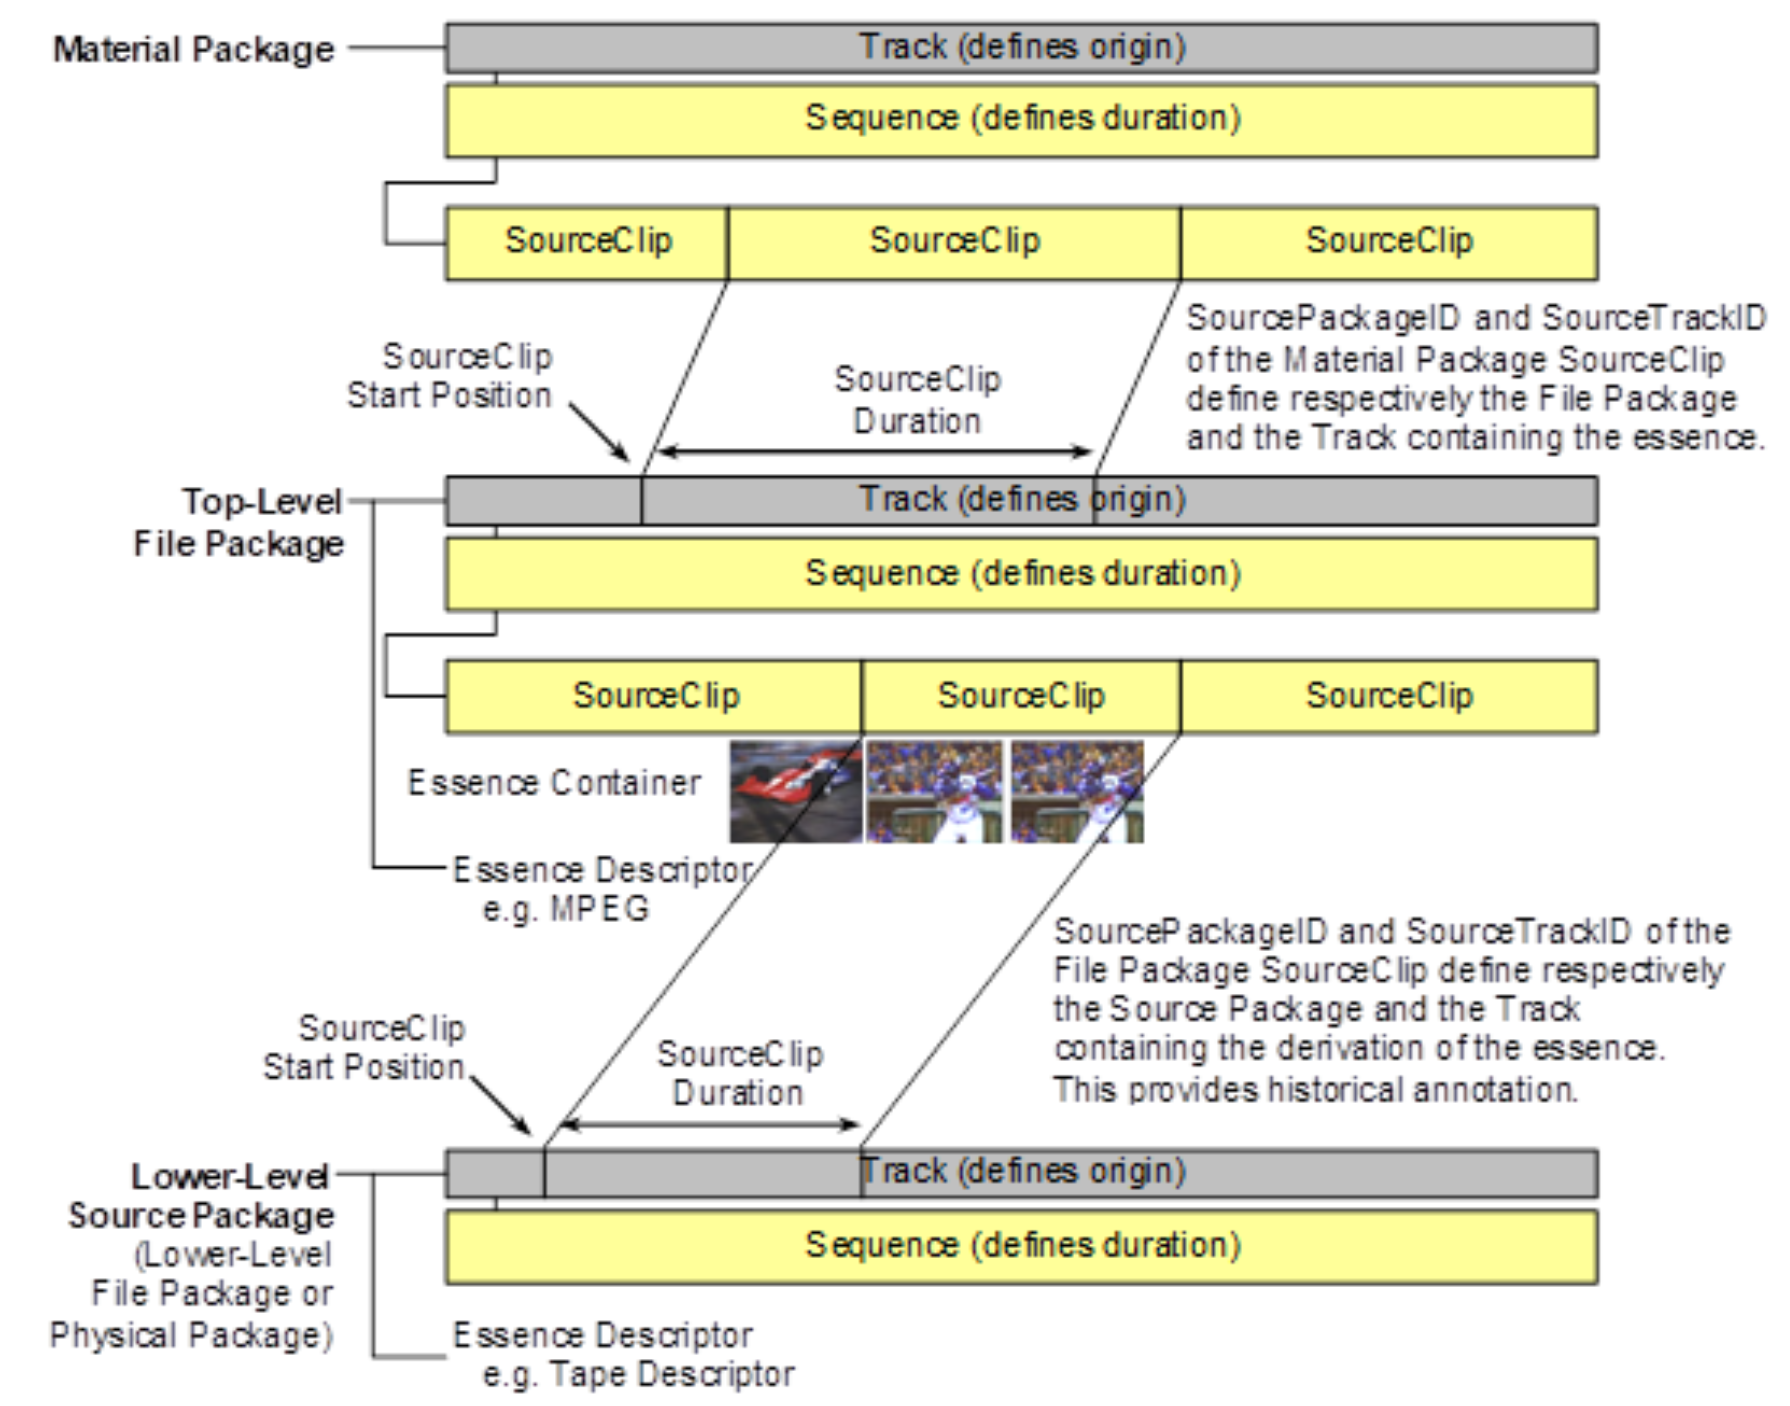 Material Package
Track (defines origin)
Sequence (defines duration)
SourceClip
SourceClip
SourceClip
SourcePackageID and SourceTrackID
of the Material Package SourceClip
define respectively the File Package
and the Track containing the essence.
SourceClip
Start Position
SourceClip
Duration
Top-Level
File Package
Track (defines origin)
Sequence (defines duration)
SourceClip
SourceClip
SourceClip
Essence Container
Essence Descriptor
e.g. MPEG
SourcePackageID and SourceTrackID of the
File Package SourceClip define respectively
the Source Package and the Track
containing the derivation of the essence.
This provides historical annotation.
SourceClip
Start Position
SourceClip
Duration
Lower-Level
Source Package
(Lower-Level
File Package or
Physical Package)
Track (defines origin)
Sequence (defines duration)
Essence Descriptor
e.g. Tape Descriptor